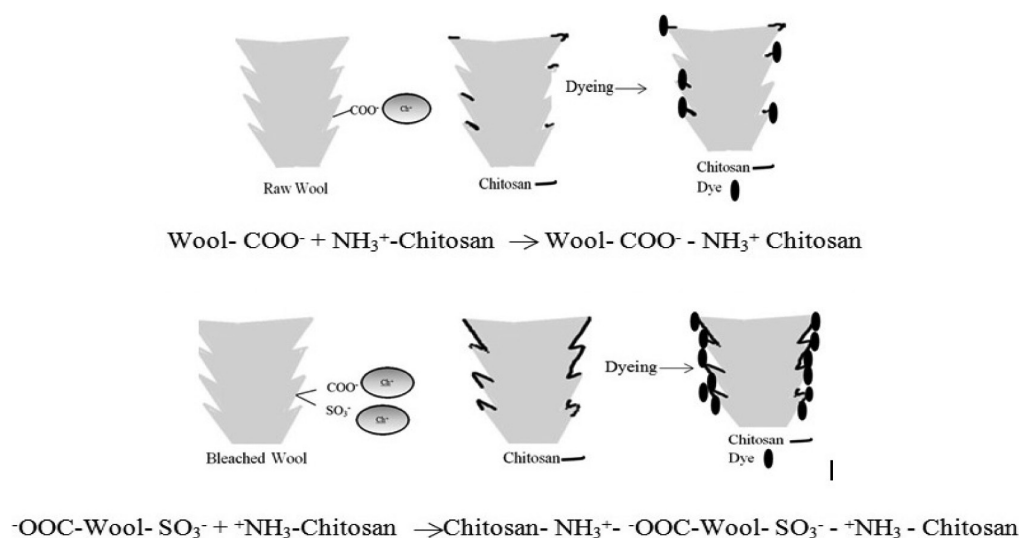 COO⁻ Ch⁺
Dyeing
Raw Wool
Chitosan
Chitosan
Dye
Wool- COO⁻ + NH₃⁺-Chitosan → Wool- COO⁻ - NH₃⁺ Chitosan
COO⁻ Ch⁺
SO₃⁻ Ch⁺
Dyeing
Bleached Wool
Chitosan
Chitosan
Dye
⁻OOC-Wool- SO₃⁻ + ⁺NH₃-Chitosan →Chitosan- NH₃⁺- ⁻OOC-Wool- SO₃⁻ - ⁺NH₃ - Chitosan